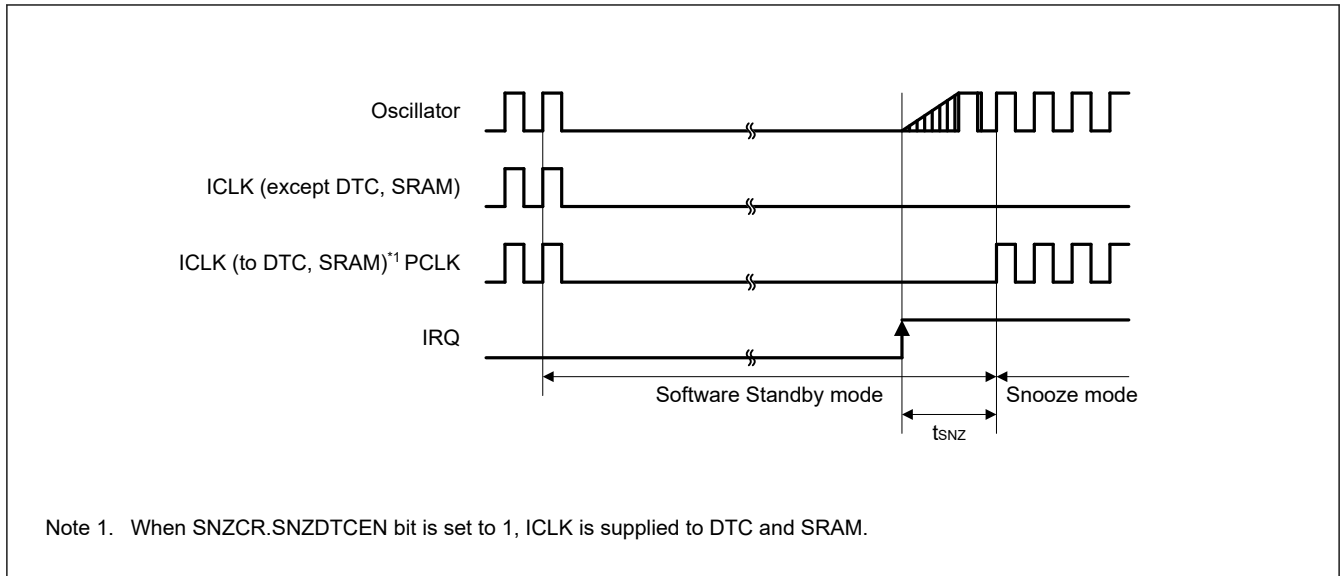 Oscillator
ICLK (except DTC, SRAM)
ICLK (to DTC, SRAM)*1 PCLK
IRQ
Software Standby mode
Snooze mode
tSNZ
Note 1. When SNZCR.SNZDTCEN bit is set to 1, ICLK is supplied to DTC and SRAM.